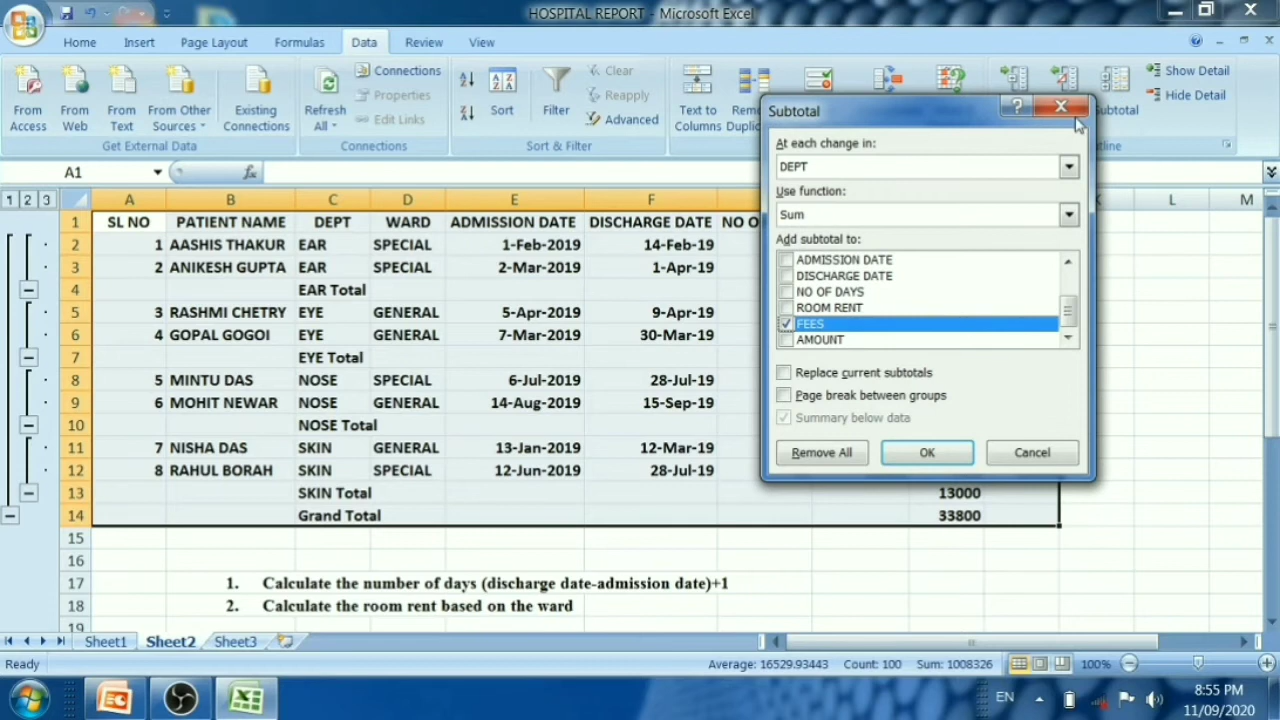 HOSPITAL REPORT - Microsoft Excel
Home Insert Page Layout Formulas Data Review View
From Access
From Web
From Text
From Other Sources
Existing Connections
Get External Data
Refresh All
Connections
Properties
Edit Links
Connections
Sort
Filter
Clear
Reapply
Advanced
Sort & Filter
Text to Columns
Subtotal
Show Detail
Hide Detail
A1
fx
1 2 3
A B C D E F L M
1 SL NO PATIENT NAME DEPT WARD ADMISSION DATE DISCHARGE DATE NO O
2 1 AASHIS THAKUR EAR SPECIAL 1-Feb-2019 14-Feb-19
3 2 ANIKESH GUPTA EAR SPECIAL 2-Mar-2019 1-Apr-19
4 EAR Total
5 3 RASHMI CHETRY EYE GENERAL 5-Apr-2019 9-Apr-19
6 4 GOPAL GOGOI EYE GENERAL 7-Mar-2019 30-Mar-19
7 EYE Total
8 5 MINTU DAS NOSE SPECIAL 6-Jul-2019 28-Jul-19
9 6 MOHIT NEWAR NOSE GENERAL 14-Aug-2019 15-Sep-19
10 NOSE Total
11 7 NISHA DAS SKIN GENERAL 13-Jan-2019 12-Mar-19
12 8 RAHUL BORAH SKIN SPECIAL 12-Jun-2019 28-Jul-19
13 SKIN Total 13000
14 Grand Total 33800
15
16
17 1. Calculate the number of days (discharge date-admission date)+1
18 2. Calculate the room rent based on the ward
19
Subtotal
At each change in:
DEPT
Use function:
Sum
Add subtotal to:
ADMISSION DATE
DISCHARGE DATE
NO OF DAYS
ROOM RENT
FEES
AMOUNT
Replace current subtotals
Page break between groups
Summary below data
Remove All OK Cancel
Sheet1 Sheet2 Sheet3
Ready Average: 16529.93443 Count: 100 Sum: 1008326 100%
EN 8:55 PM
11/09/2020